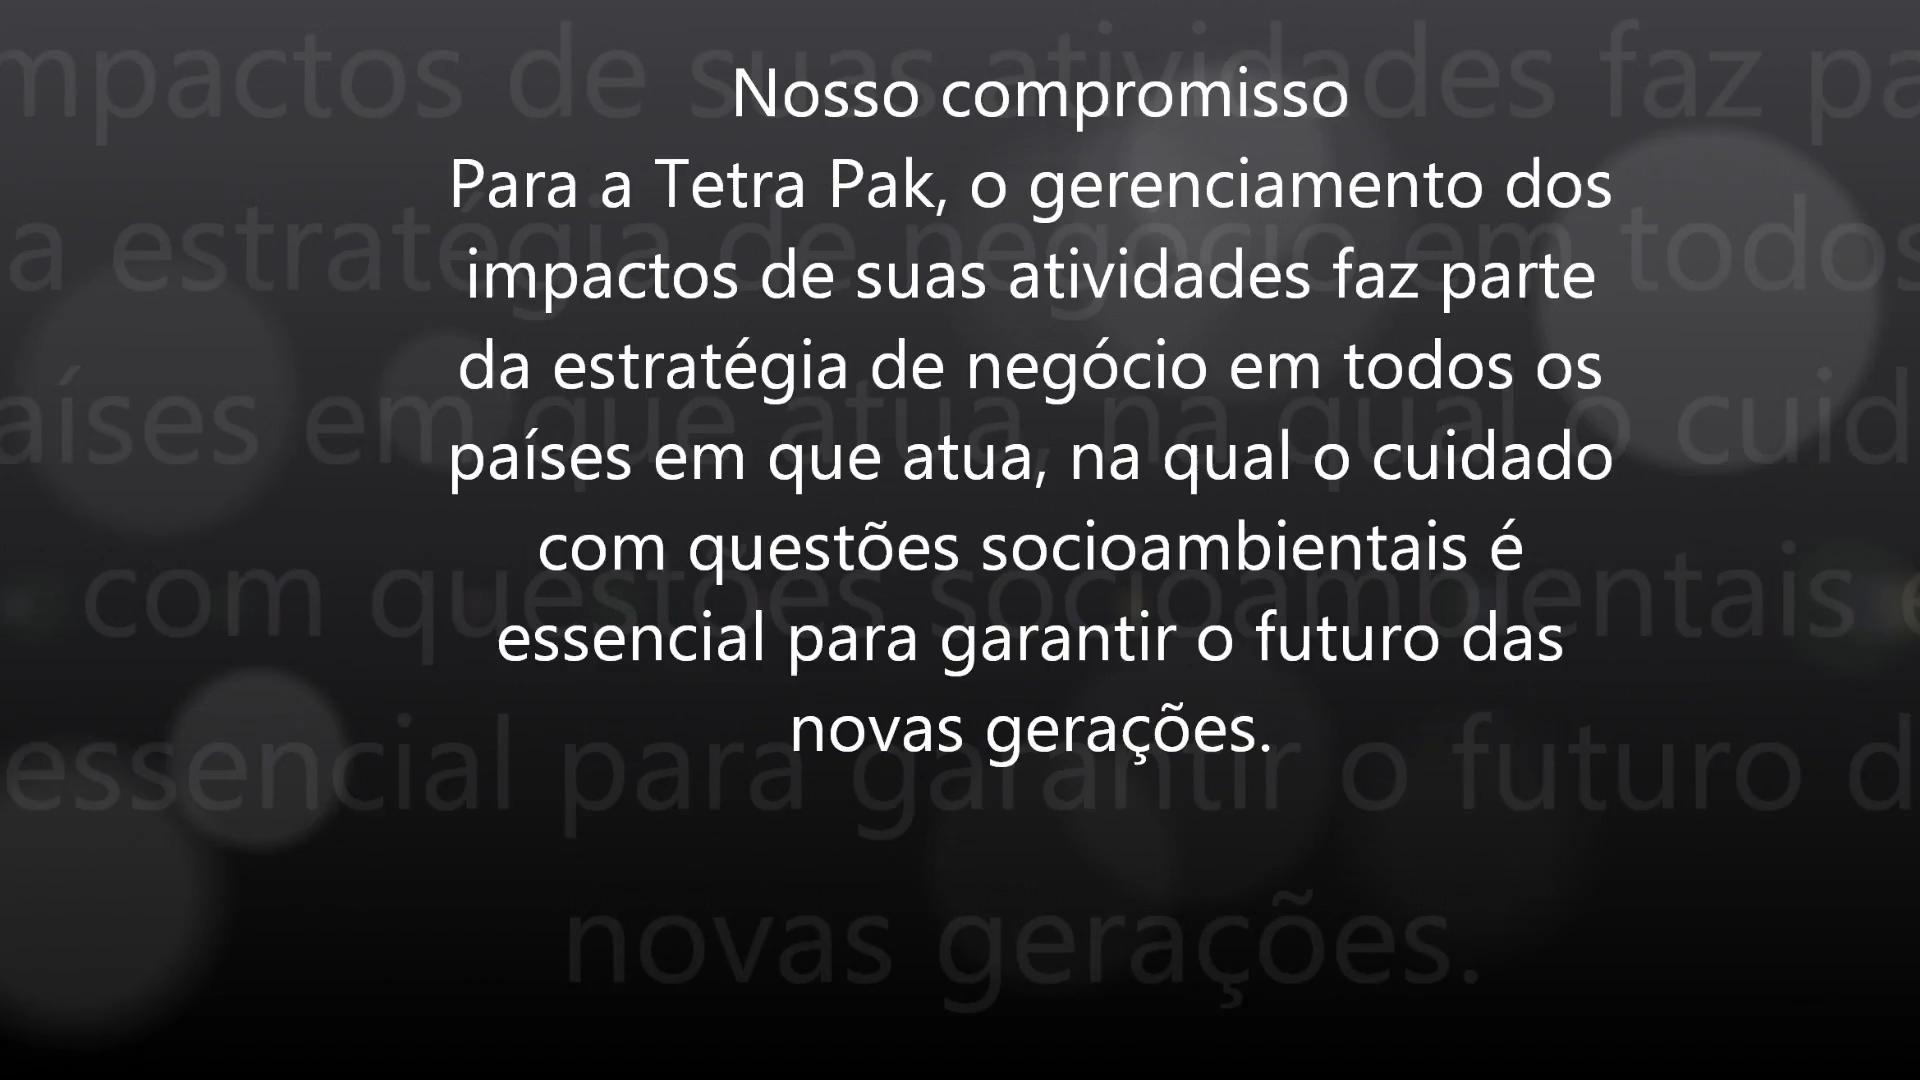 Nosso compromisso
Para a Tetra Pak, o gerenciamento dos
impactos de suas atividades faz parte
da estratégia de negócio em todos os
países em que atua, na qual o cuidado
com questões socioambientais é
essencial para garantir o futuro das
novas gerações.